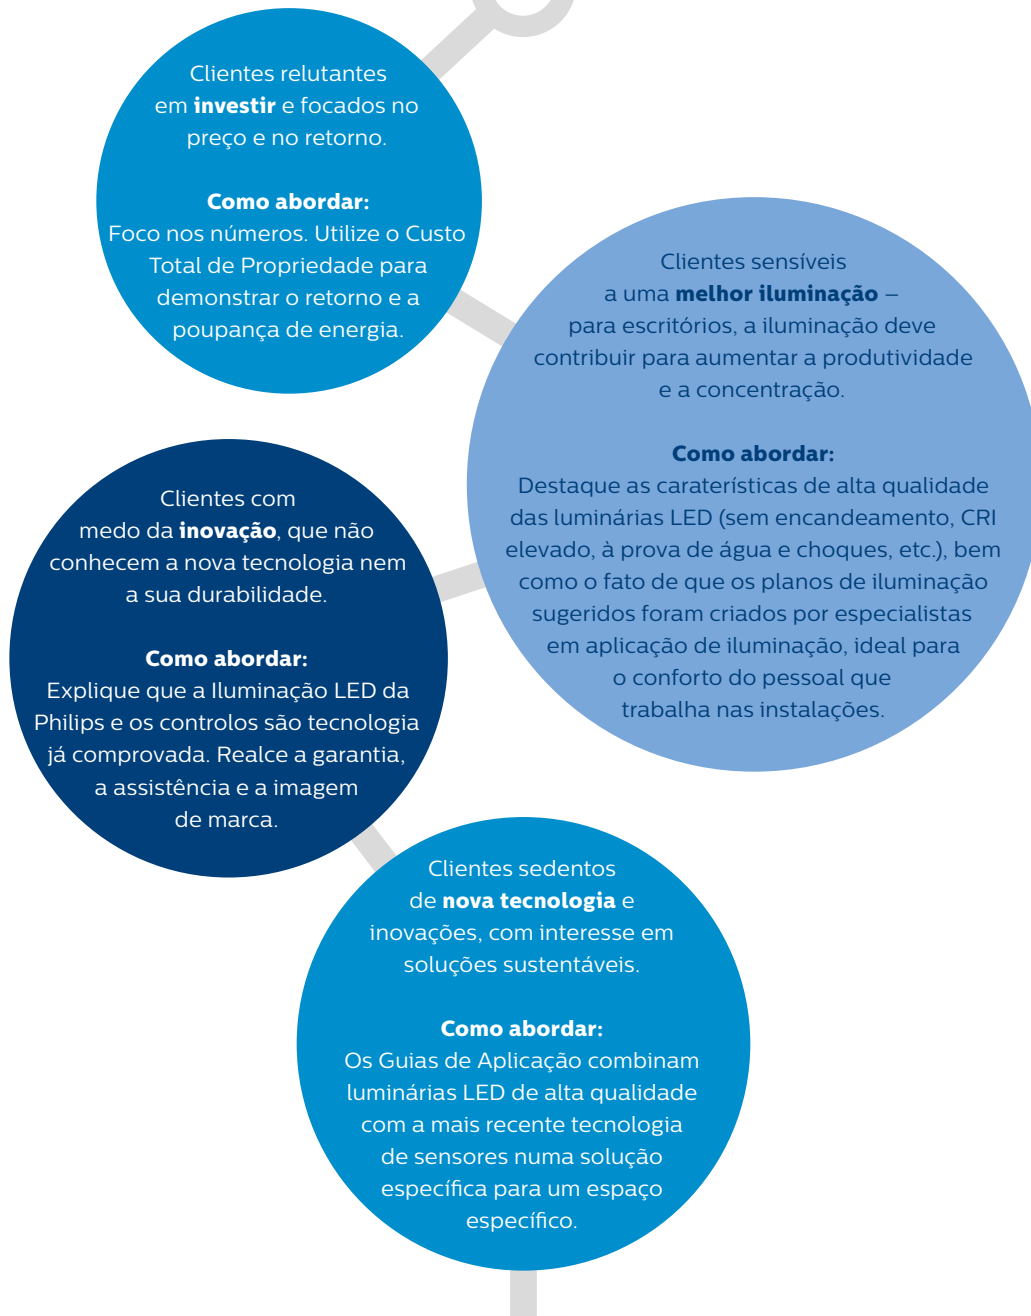 Clientes relutantes
em investir e focados no
preço e no retorno.
Como abordar:
Foco nos números. Utilize o Custo
Total de Propriedade para
demonstrar o retorno e a
poupança de energia.
Clientes sensíveis
a uma melhor iluminação –
para escritórios, a iluminação deve
contribuir para aumentar a produtividade
e a concentração.
Como abordar:
Destaque as caraterísticas de alta qualidade
das luminárias LED (sem encandeamento, CRI
elevado, à prova de água e choques, etc.), bem
como o fato de que os planos de iluminação
sugeridos foram criados por especialistas
em aplicação de iluminação, ideal para
o conforto do pessoal que
trabalha nas instalações.
Clientes com
medo da inovação, que não
conhecem a nova tecnologia nem
a sua durabilidade.
Como abordar:
Explique que a Iluminação LED da
Philips e os controlos são tecnologia
já comprovada. Realce a garantia,
a assistência e a imagem
de marca.
Clientes sedentos
de nova tecnologia e
inovações, com interesse em
soluções sustentáveis.
Como abordar:
Os Guias de Aplicação combinam
luminárias LED de alta qualidade
com a mais recente tecnologia
de sensores numa solução
específica para um espaço
específico.